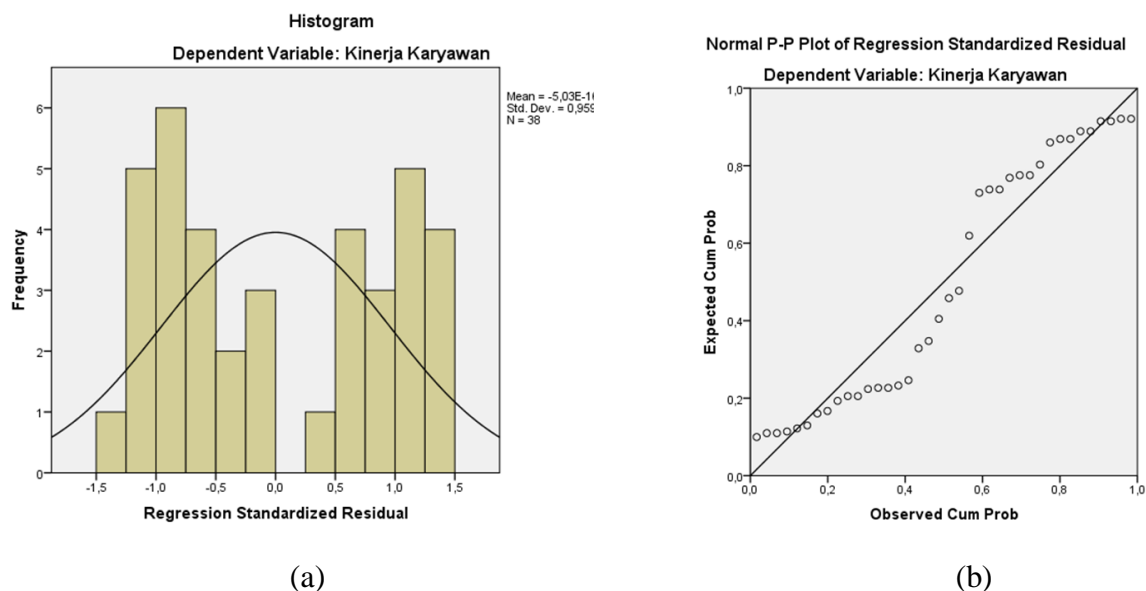 Histogram
Dependent Variable: Kinerja Karyawan
Mean = -5,03E-16
Std. Dev. = 0,959
N = 38
Frequency
6
5
4
3
2
1
0
-1,5 -1,0 -0,5 0,0 0,5 1,0 1,5
Regression Standardized Residual
(a)
Normal P-P Plot of Regression Standardized Residual
Dependent Variable: Kinerja Karyawan
Expected Cum Prob
1,0
0,8
0,6
0,4
0,2
0,0
0,0 0,2 0,4 0,6 0,8 1,0
Observed Cum Prob
(b)